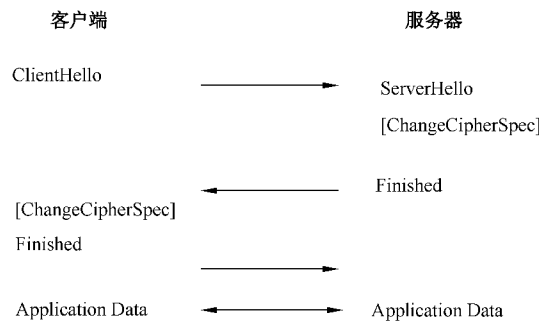 客户端 服务器
ClientHello
ServerHello
[ChangeCipherSpec]
Finished
[ChangeCipherSpec]
Finished
Application Data Application Data